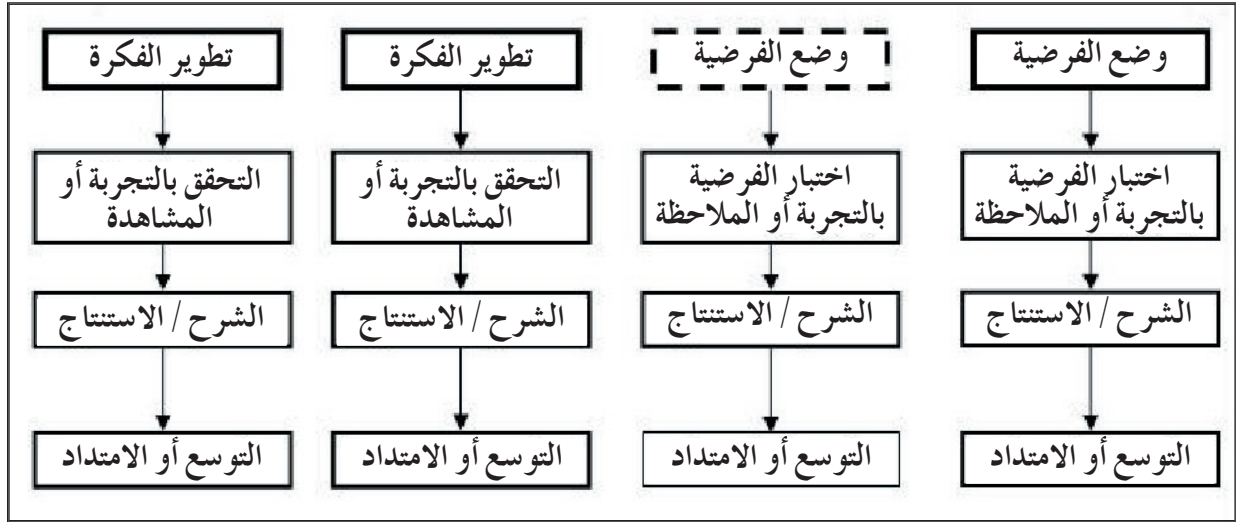 وضع الفرضية
وضع الفرضية
تطوير الفكرة
تطوير الفكرة
اختبار الفرضية
بالتجربة أو الملاحظة
اختبار الفرضية
بالتجربة أو الملاحظة
التحقق بالتجربة أو
المشاهدة
التحقق بالتجربة أو
المشاهدة
الشرح / الاستنتاج
الشرح / الاستنتاج
الشرح / الاستنتاج
الشرح / الاستنتاج
التوسع أو الامتداد
التوسع أو الامتداد
التوسع أو الامتداد
التوسع أو الامتداد